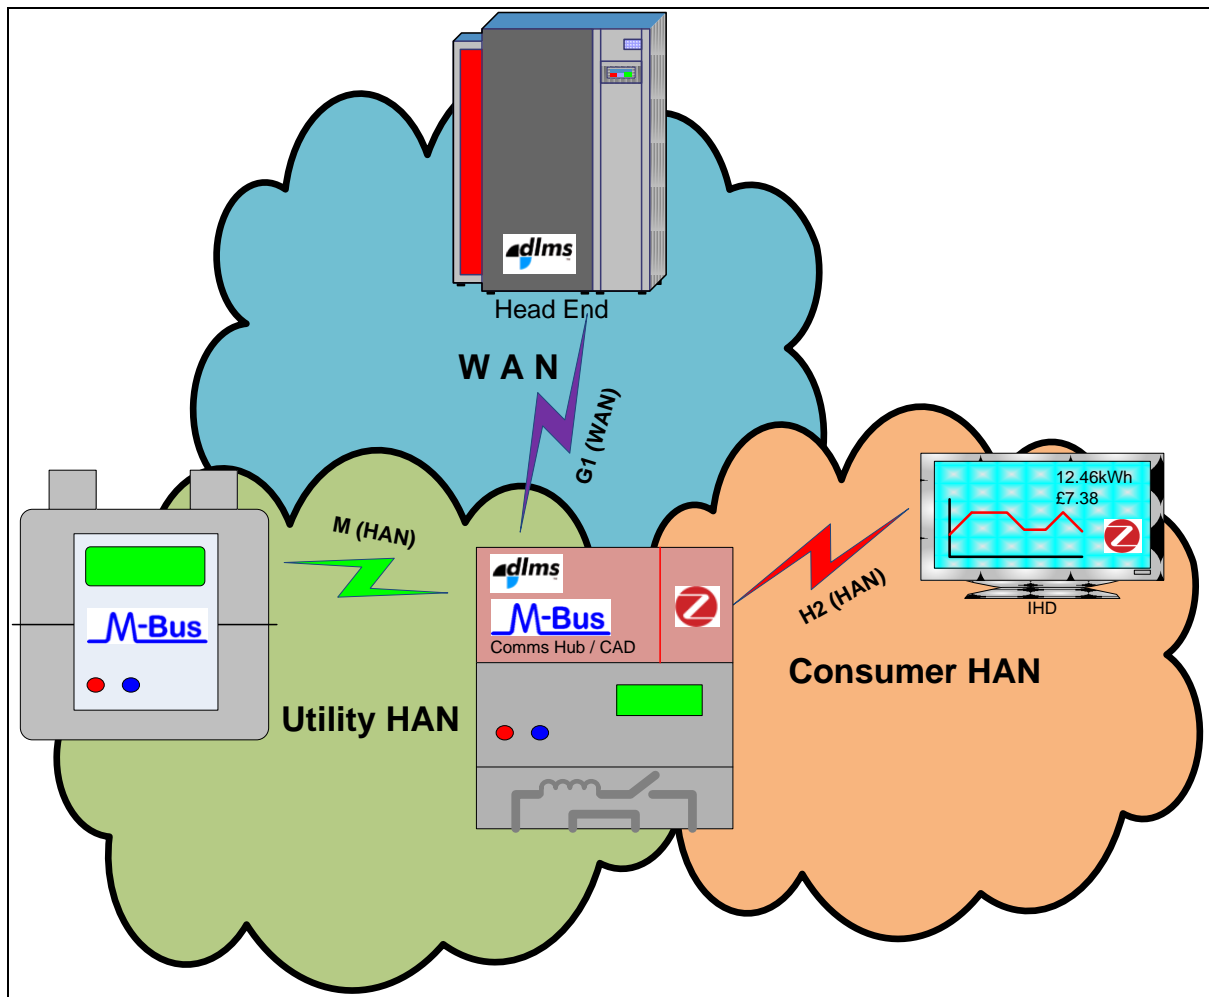 dlms
Head End
W A N
G1 (WAN)
12.46kWh
£7.38
Z
IHD
M (HAN)
H2 (HAN)
M-Bus
dlms
M-Bus
Z
Comms Hub / CAD
Consumer HAN
Utility HAN